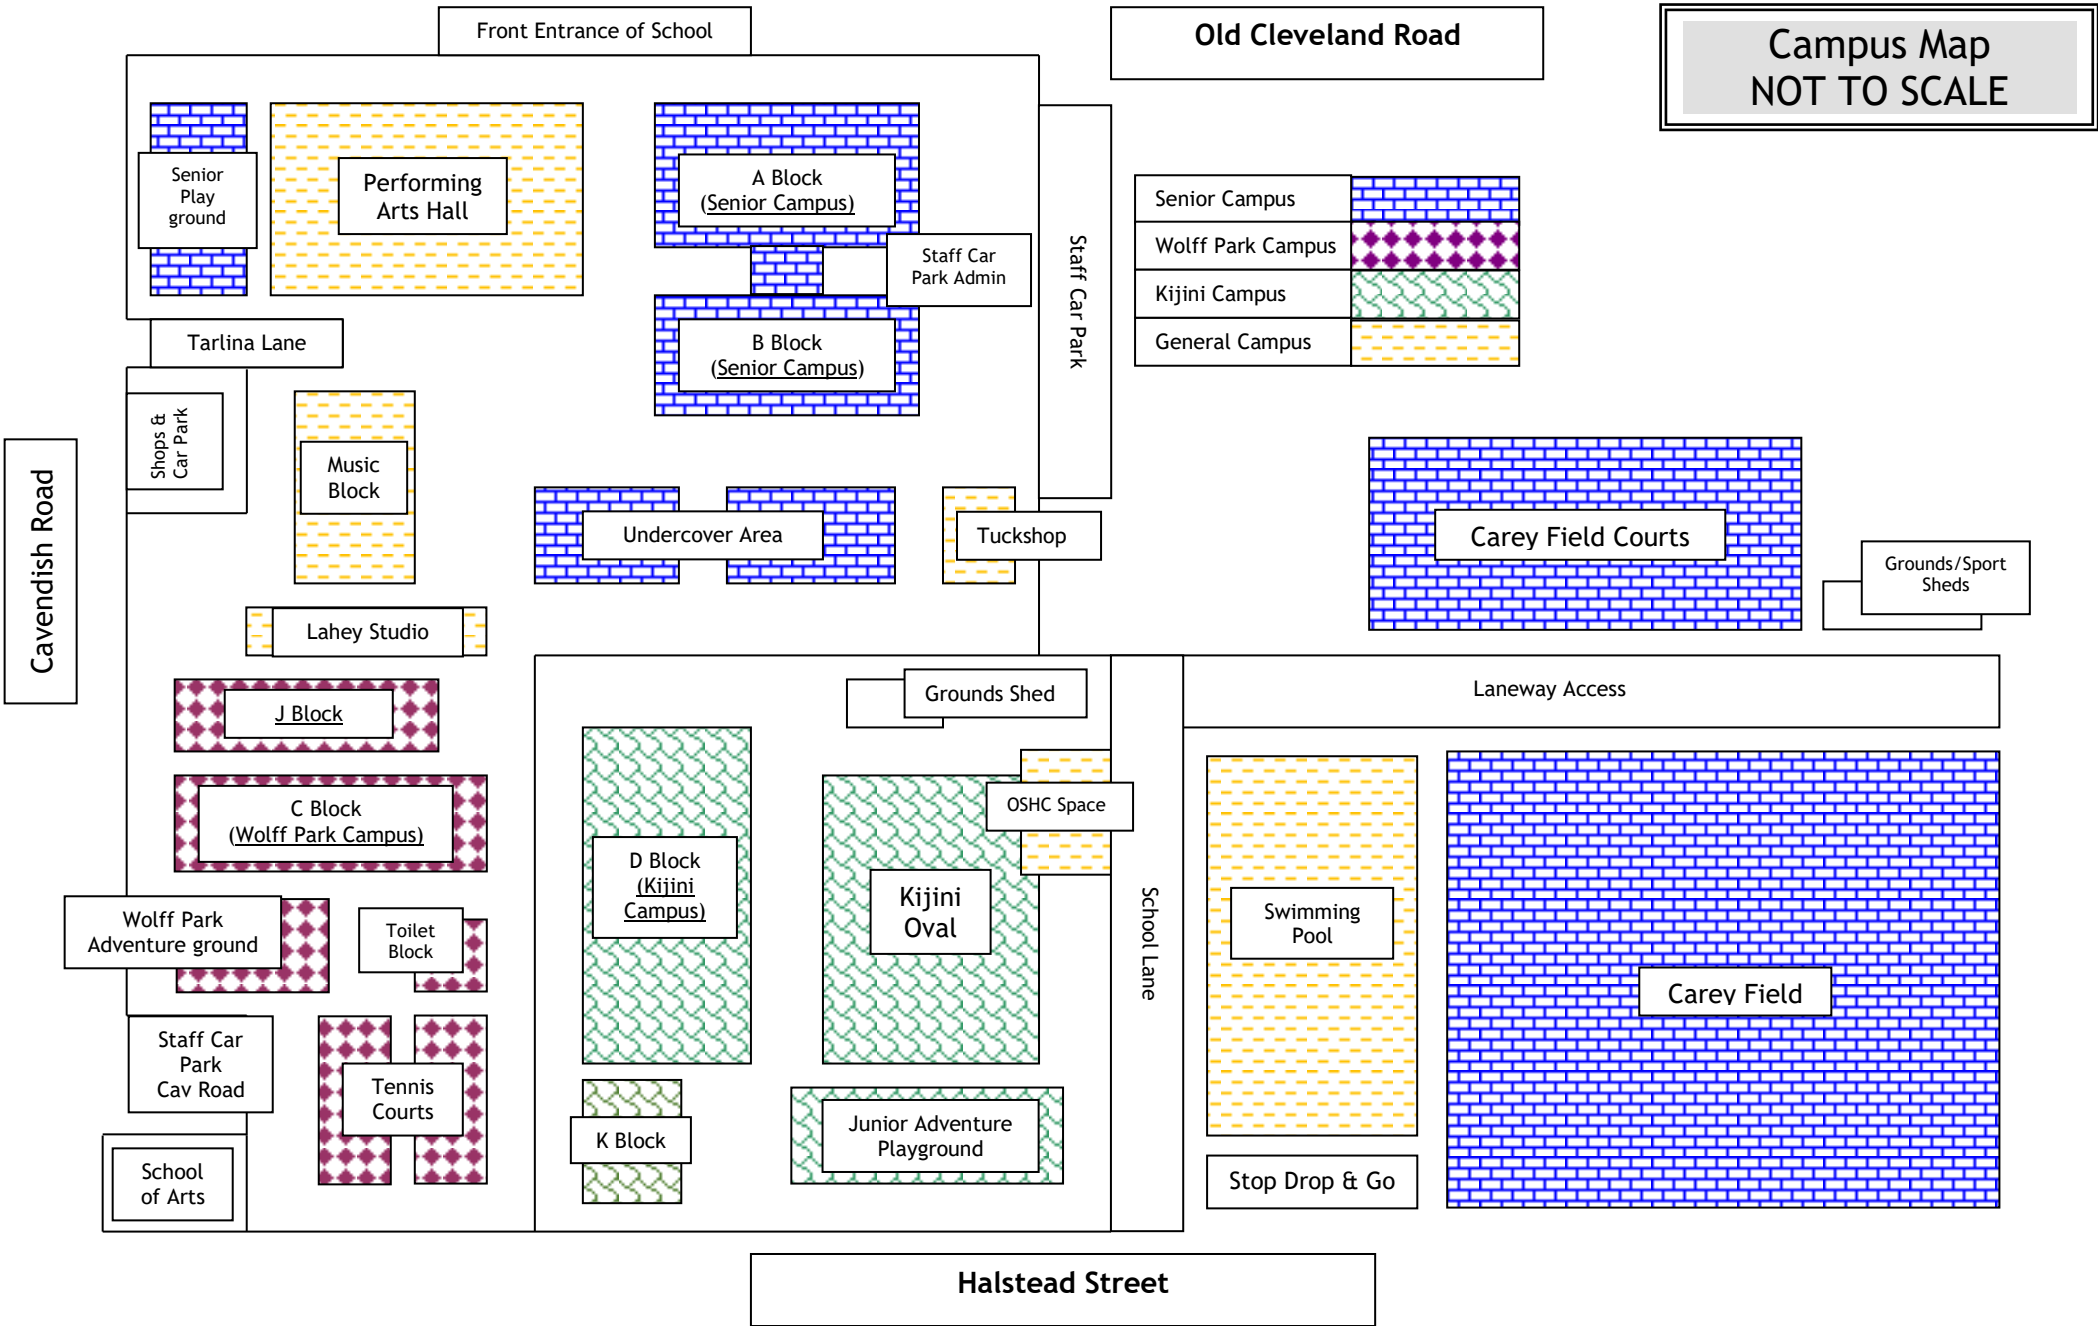 Front Entrance of School
Old Cleveland Road
Campus Map
NOT TO SCALE
Senior
Play
ground
Performing
Arts Hall
A Block
(Senior Campus)
Staff Car
Park Admin
Staff Car Park
Senior Campus
Wolff Park Campus
Kijini Campus
General Campus
Tarlina Lane
B Block
(Senior Campus)
Shops &
Car Park
Music
Block
Cavendish Road
Undercover Area
Tuckshop
Carey Field Courts
Grounds/Sport
Sheds
Lahey Studio
J Block
Grounds Shed
Laneway Access
C Block
(Wolff Park Campus)
OSHC Space
D Block
(Kijini
Campus)
Kijini
Oval
School Lane
Swimming
Pool
Carey Field
Wolff Park
Adventure ground
Toilet
Block
Staff Car
Park
Cav Road
Tennis
Courts
K Block
Junior Adventure
Playground
School
of Arts
Stop Drop & Go
Halstead Street